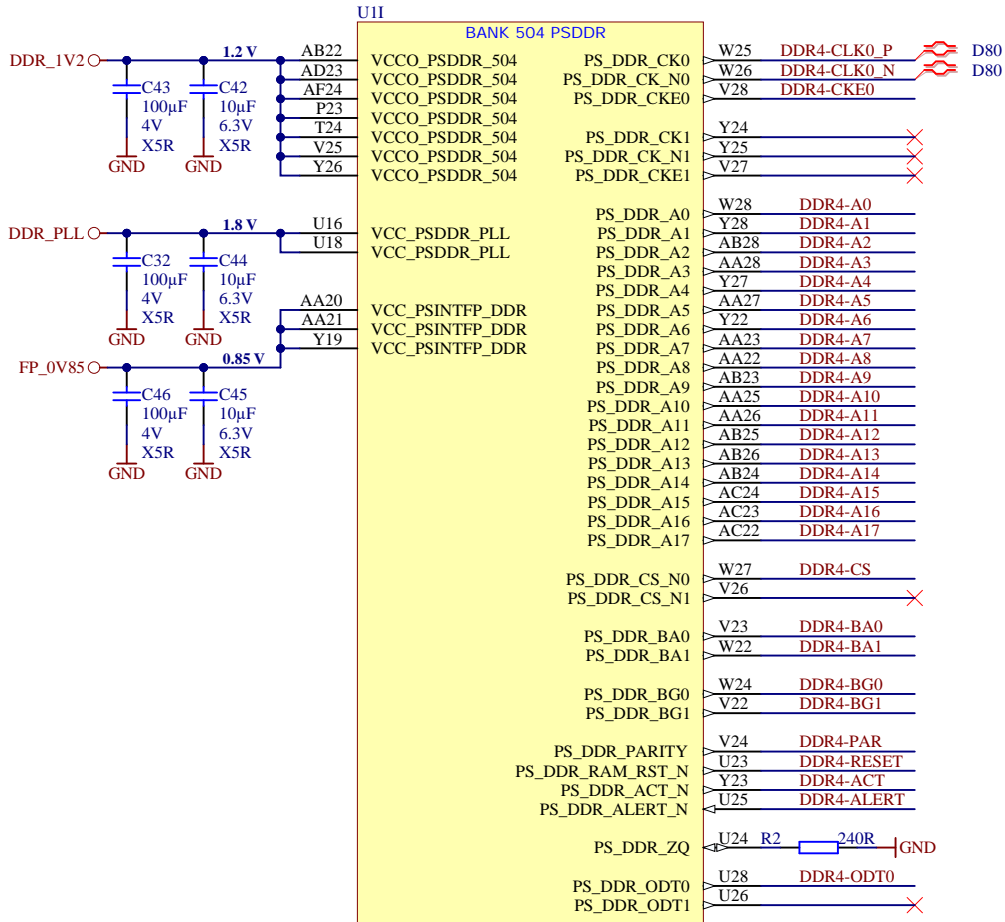 U1I
BANK 504 PSDDR
DDR_1V2
1.2 V
C43
100µF
4V
X5R
GND
C42
10µF
6.3V
X5R
GND
AB22 VCCO_PSDDR_504
AD23 VCCO_PSDDR_504
AF24 VCCO_PSDDR_504
P23 VCCO_PSDDR_504
T24 VCCO_PSDDR_504
V25 VCCO_PSDDR_504
Y26 VCCO_PSDDR_504
DDR_PLL
1.8 V
C32
100µF
4V
X5R
GND
C44
10µF
6.3V
X5R
GND
U16 VCC_PSDDR_PLL
U18 VCC_PSDDR_PLL
AA20 VCC_PSINTFP_DDR
AA21 VCC_PSINTFP_DDR
Y19 VCC_PSINTFP_DDR
FP_0V85
0.85 V
C46
100µF
4V
X5R
GND
C45
10µF
6.3V
X5R
GND
PS_DDR_CK0 W25 DDR4-CLK0_P D80
PS_DDR_CK_N0 W26 DDR4-CLK0_N D80
PS_DDR_CKE0 V28 DDR4-CKE0
PS_DDR_CK1 Y24
PS_DDR_CK_N1 Y25
PS_DDR_CKE1 V27
PS_DDR_A0 W28 DDR4-A0
PS_DDR_A1 Y28 DDR4-A1
PS_DDR_A2 AB28 DDR4-A2
PS_DDR_A3 AA28 DDR4-A3
PS_DDR_A4 Y27 DDR4-A4
PS_DDR_A5 AA27 DDR4-A5
PS_DDR_A6 Y22 DDR4-A6
PS_DDR_A7 AA23 DDR4-A7
PS_DDR_A8 AA22 DDR4-A8
PS_DDR_A9 AB23 DDR4-A9
PS_DDR_A10 AA25 DDR4-A10
PS_DDR_A11 AA26 DDR4-A11
PS_DDR_A12 AB25 DDR4-A12
PS_DDR_A13 AB26 DDR4-A13
PS_DDR_A14 AB24 DDR4-A14
PS_DDR_A15 AC24 DDR4-A15
PS_DDR_A16 AC23 DDR4-A16
PS_DDR_A17 AC22 DDR4-A17
PS_DDR_CS_N0 W27 DDR4-CS
PS_DDR_CS_N1 V26
PS_DDR_BA0 V23 DDR4-BA0
PS_DDR_BA1 W22 DDR4-BA1
PS_DDR_BG0 W24 DDR4-BG0
PS_DDR_BG1 V22 DDR4-BG1
PS_DDR_PARITY V24 DDR4-PAR
PS_DDR_RAM_RST_N U23 DDR4-RESET
PS_DDR_ACT_N Y23 DDR4-ACT
PS_DDR_ALERT_N U25 DDR4-ALERT
PS_DDR_ZQ U24 R2 240R GND
PS_DDR_ODT0 U28 DDR4-ODT0
PS_DDR_ODT1 U26